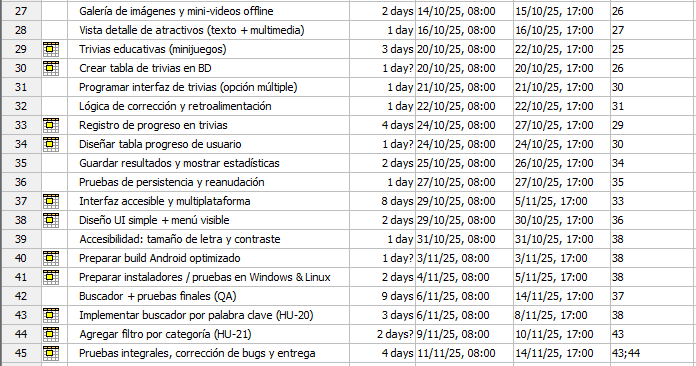 27 Galería de imágenes y mini-videos offline 2 days 14/10/25, 08:00 15/10/25, 17:00 26
28 Vista detalle de atractivos (texto + multimedia) 1 day 16/10/25, 08:00 16/10/25, 17:00 27
29 Trivias educativas (minijuegos) 3 days 20/10/25, 08:00 22/10/25, 17:00 25
30 Crear tabla de trivias en BD 1 day? 20/10/25, 08:00 20/10/25, 17:00 26
31 Programar interfaz de trivias (opción múltiple) 1 day 21/10/25, 08:00 21/10/25, 17:00 30
32 Lógica de corrección y retroalimentación 1 day 22/10/25, 08:00 22/10/25, 17:00 31
33 Registro de progreso en trivias 4 days 24/10/25, 08:00 27/10/25, 17:00 29
34 Diseñar tabla progreso de usuario 1 day? 24/10/25, 08:00 24/10/25, 17:00 30
35 Guardar resultados y mostrar estadísticas 2 days 25/10/25, 08:00 26/10/25, 17:00 34
36 Pruebas de persistencia y reanudación 1 day 27/10/25, 08:00 27/10/25, 17:00 35
37 Interfaz accesible y multiplataforma 8 days 29/10/25, 08:00 5/11/25, 17:00 33
38 Diseño UI simple + menú visible 2 days 29/10/25, 08:00 30/10/25, 17:00 36
39 Accesibilidad: tamaño de letra y contraste 1 day 31/10/25, 08:00 31/10/25, 17:00 38
40 Preparar build Android optimizado 1 day? 3/11/25, 08:00 3/11/25, 17:00 38
41 Preparar instaladores / pruebas en Windows & Linux 2 days 4/11/25, 08:00 5/11/25, 17:00 38
42 Buscador + pruebas finales (QA) 9 days 6/11/25, 08:00 14/11/25, 17:00 37
43 Implementar buscador por palabra clave (HU-20) 3 days 6/11/25, 08:00 8/11/25, 17:00 38
44 Agregar filtro por categoría (HU-21) 2 days? 9/11/25, 08:00 10/11/25, 17:00 43
45 Pruebas integrales, corrección de bugs y entrega 4 days 11/11/25, 08:00 14/11/25, 17:00 43;44